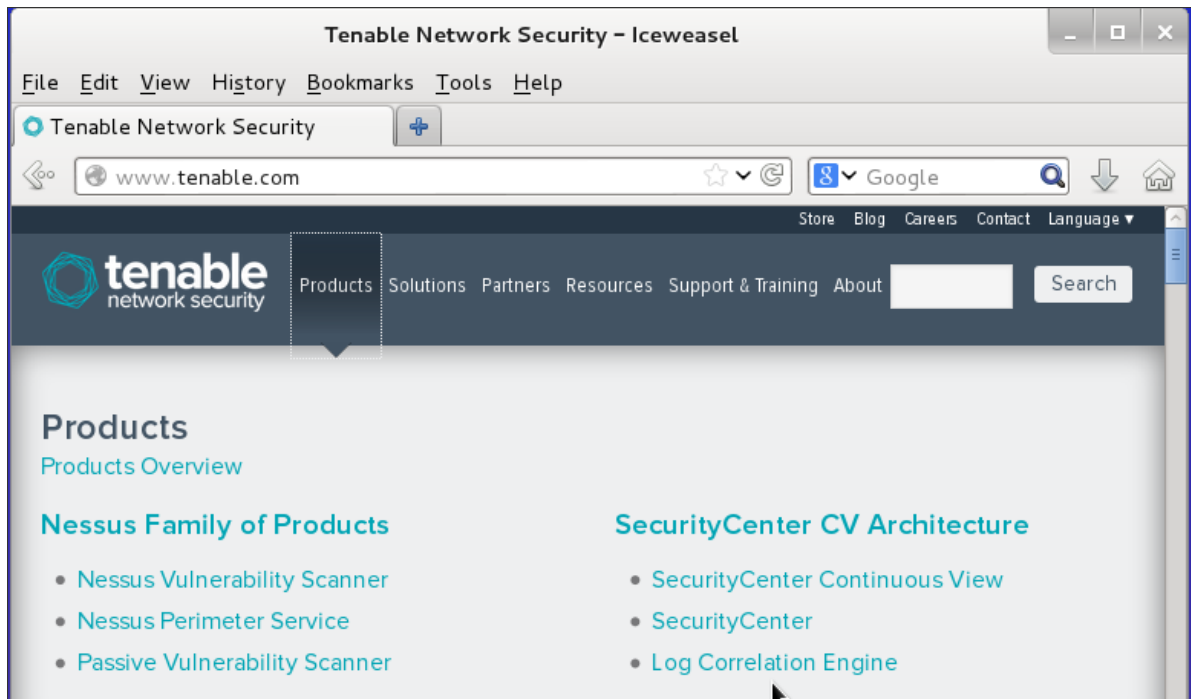 Tenable Network Security – Iceweasel
File Edit View History Bookmarks Tools Help
Tenable Network Security
www.tenable.com
8 Google
Store Blog Careers Contact Language ▾
tenable
network security
Products Solutions Partners Resources Support & Training About Search
Products
Products Overview
Nessus Family of Products
• Nessus Vulnerability Scanner
• Nessus Perimeter Service
• Passive Vulnerability Scanner
SecurityCenter CV Architecture
• SecurityCenter Continuous View
• SecurityCenter
• Log Correlation Engine